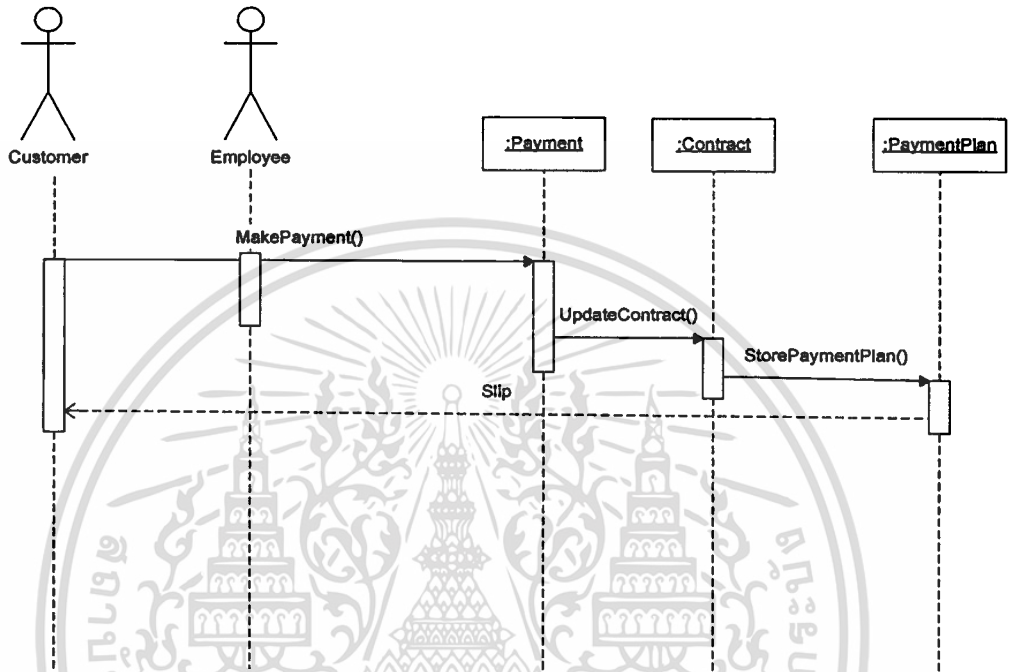 Customer
Employee
:Payment
:Contract
:PaymentPlan
MakePayment()
UpdateContract()
StorePaymentPlan()
Slip